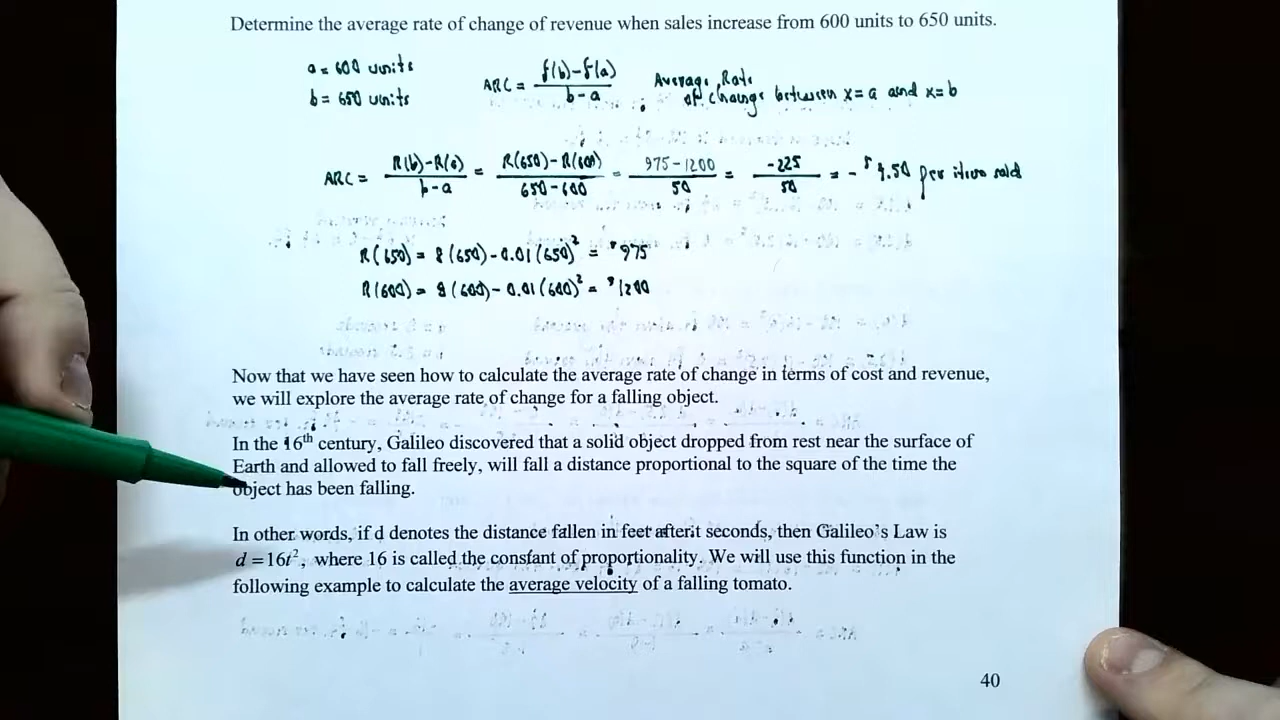 Determine the average rate of change of revenue when sales increase from 600 units to 650 units.
a = 600 units
b = 650 units
ARC = f(b)-f(a) / b-a
Average Rate
of change between x=a and x=b
ARC = R(b)-R(a) / b-a = R(650)-R(600) / 650-600 = 975-1200 / 50 = -225 / 50 = -$4.50 per item sold
R(650) = 8(650)-0.01(650)² = $975
R(600) = 8(600)-0.01(600)² = $1200
Now that we have seen how to calculate the average rate of change in terms of cost and revenue,
we will explore the average rate of change for a falling object.
In the 16th century, Galileo discovered that a solid object dropped from rest near the surface of
Earth and allowed to fall freely, will fall a distance proportional to the square of the time the
object has been falling.
In other words, if d denotes the distance fallen in feet after t seconds, then Galileo's Law is
d = 16t², where 16 is called the constant of proportionality. We will use this function in the
following example to calculate the average velocity of a falling tomato.
40